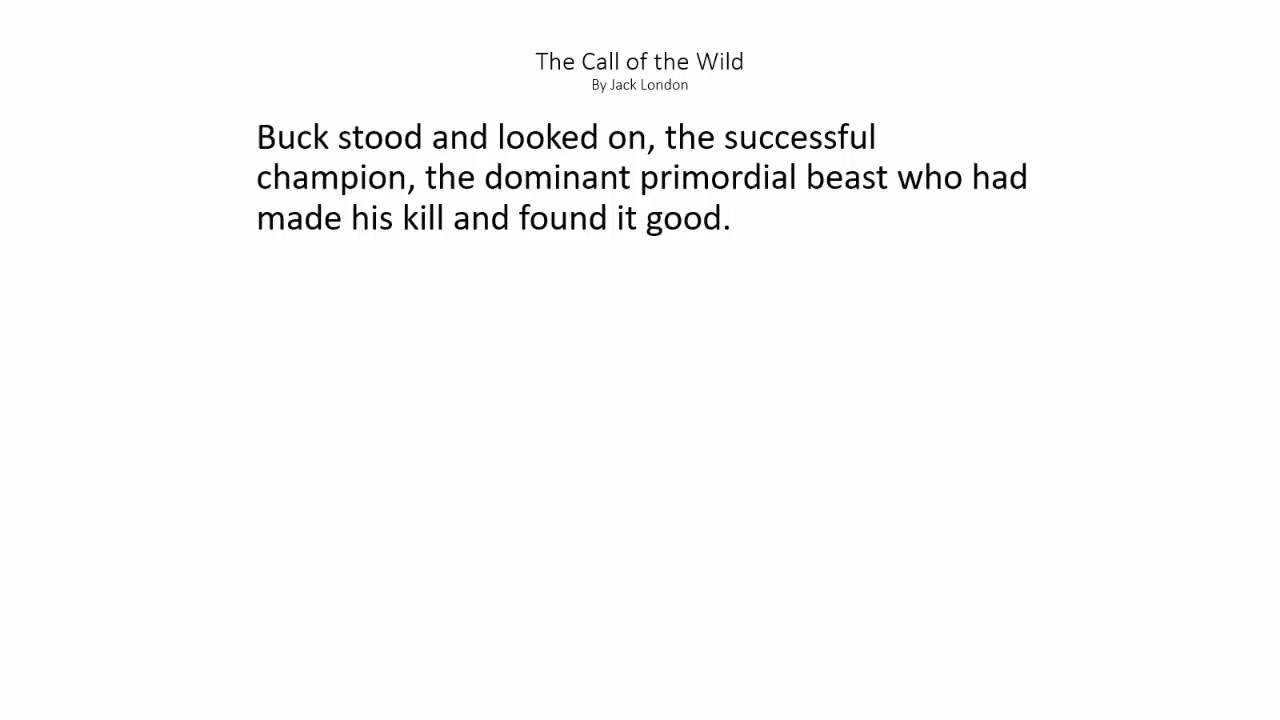 The Call of the Wild
By Jack London
Buck stood and looked on, the successful
champion, the dominant primordial beast who had
made his kill and found it good.